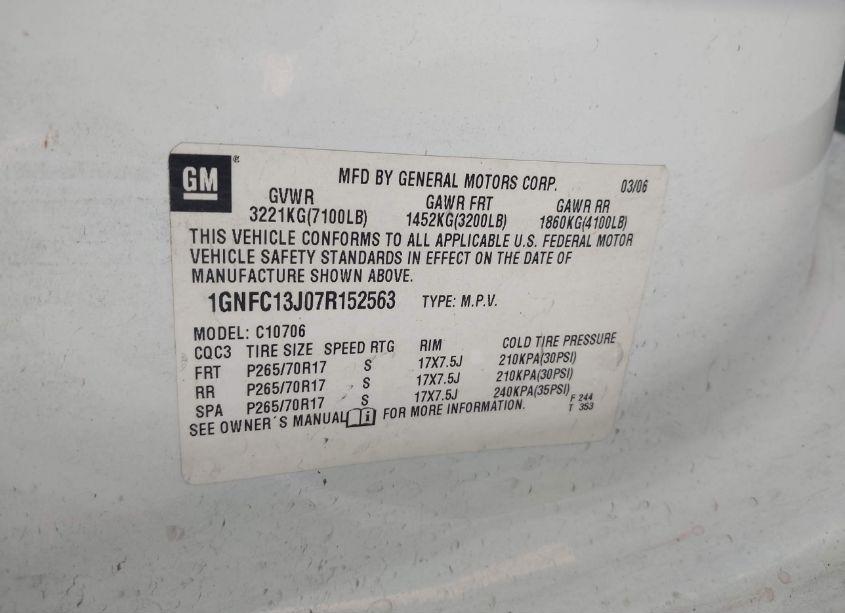 GM ®
MFD BY GENERAL MOTORS CORP. 03/06
GVWR GAWR FRT GAWR RR
3221KG(7100LB) 1452KG(3200LB) 1860KG(4100LB)
THIS VEHICLE CONFORMS TO ALL APPLICABLE U.S. FEDERAL MOTOR
VEHICLE SAFETY STANDARDS IN EFFECT ON THE DATE OF
MANUFACTURE SHOWN ABOVE.
1GNFC13J07R152563 TYPE: M.P.V.
MODEL: C10706
CQC3 TIRE SIZE SPEED RTG RIM COLD TIRE PRESSURE
FRT P265/70R17 S 17X7.5J 210KPA(30PSI)
RR P265/70R17 S 17X7.5J 210KPA(30PSI)
SPA P265/70R17 S 17X7.5J 240KPA(35PSI)
SEE OWNER´S MANUAL i FOR MORE INFORMATION.
F 244
T 353